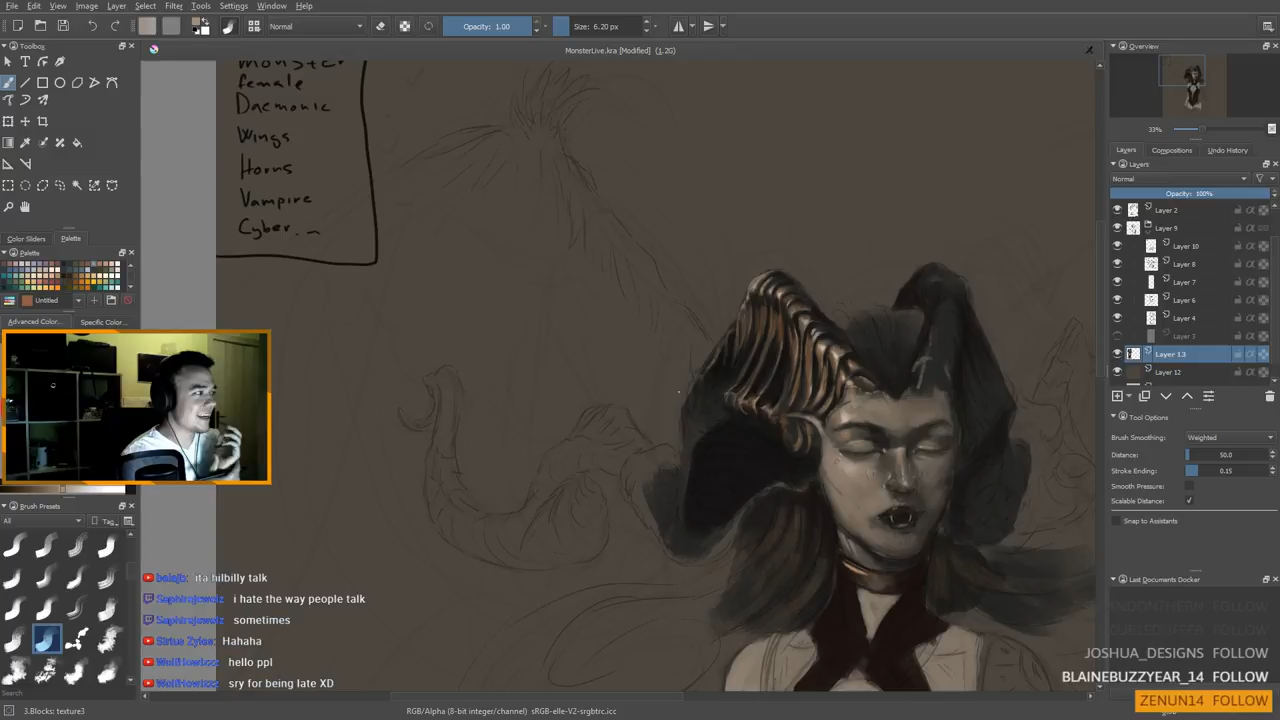 File Edit View Image Layer Select Filter Tools Settings Window Help
Normal
Opacity: 1.00
Size: 6.20 px
MonsterLive.kra [Modified] (1.2G)
Toolbox
Monster
female
Daemonic
Wings
Horns
Vampire
Cyber..
Color Sliders
Palette
Palette
Untitled
Advanced Color...
Specific Color...
Brush Presets
All
Tag
Search
3.Blocks: texture3
balajb: ita hilbilly talk
i hate the way people talk
sometimes
Sirius Zyles: Hahaha
hello ppl
sry for being late XD
RGB/Alpha (8-bit integer/channel) sRGB-elle-V2-srgbtrc.icc
Overview
33%
Layers Compositions Undo History
Layers
Normal
Opacity: 100%
Layer 2
Layer 9
Layer 10
Layer 8
Layer 7
Layer 6
Layer 4
Layer 3
Layer 13
Layer 12
Tool Options
Brush Smoothing: Weighted
Distance: 50.0
Stroke Ending: 0.15
Smooth Pressure:
Scalable Distance:
Snap to Assistants
Last Documents Docker
FOLLOW
FOLLOW
JOSHUA_DESIGNS FOLLOW
BLAINEBUZZYEAR_14 FOLLOW
ZENUN14 FOLLOW